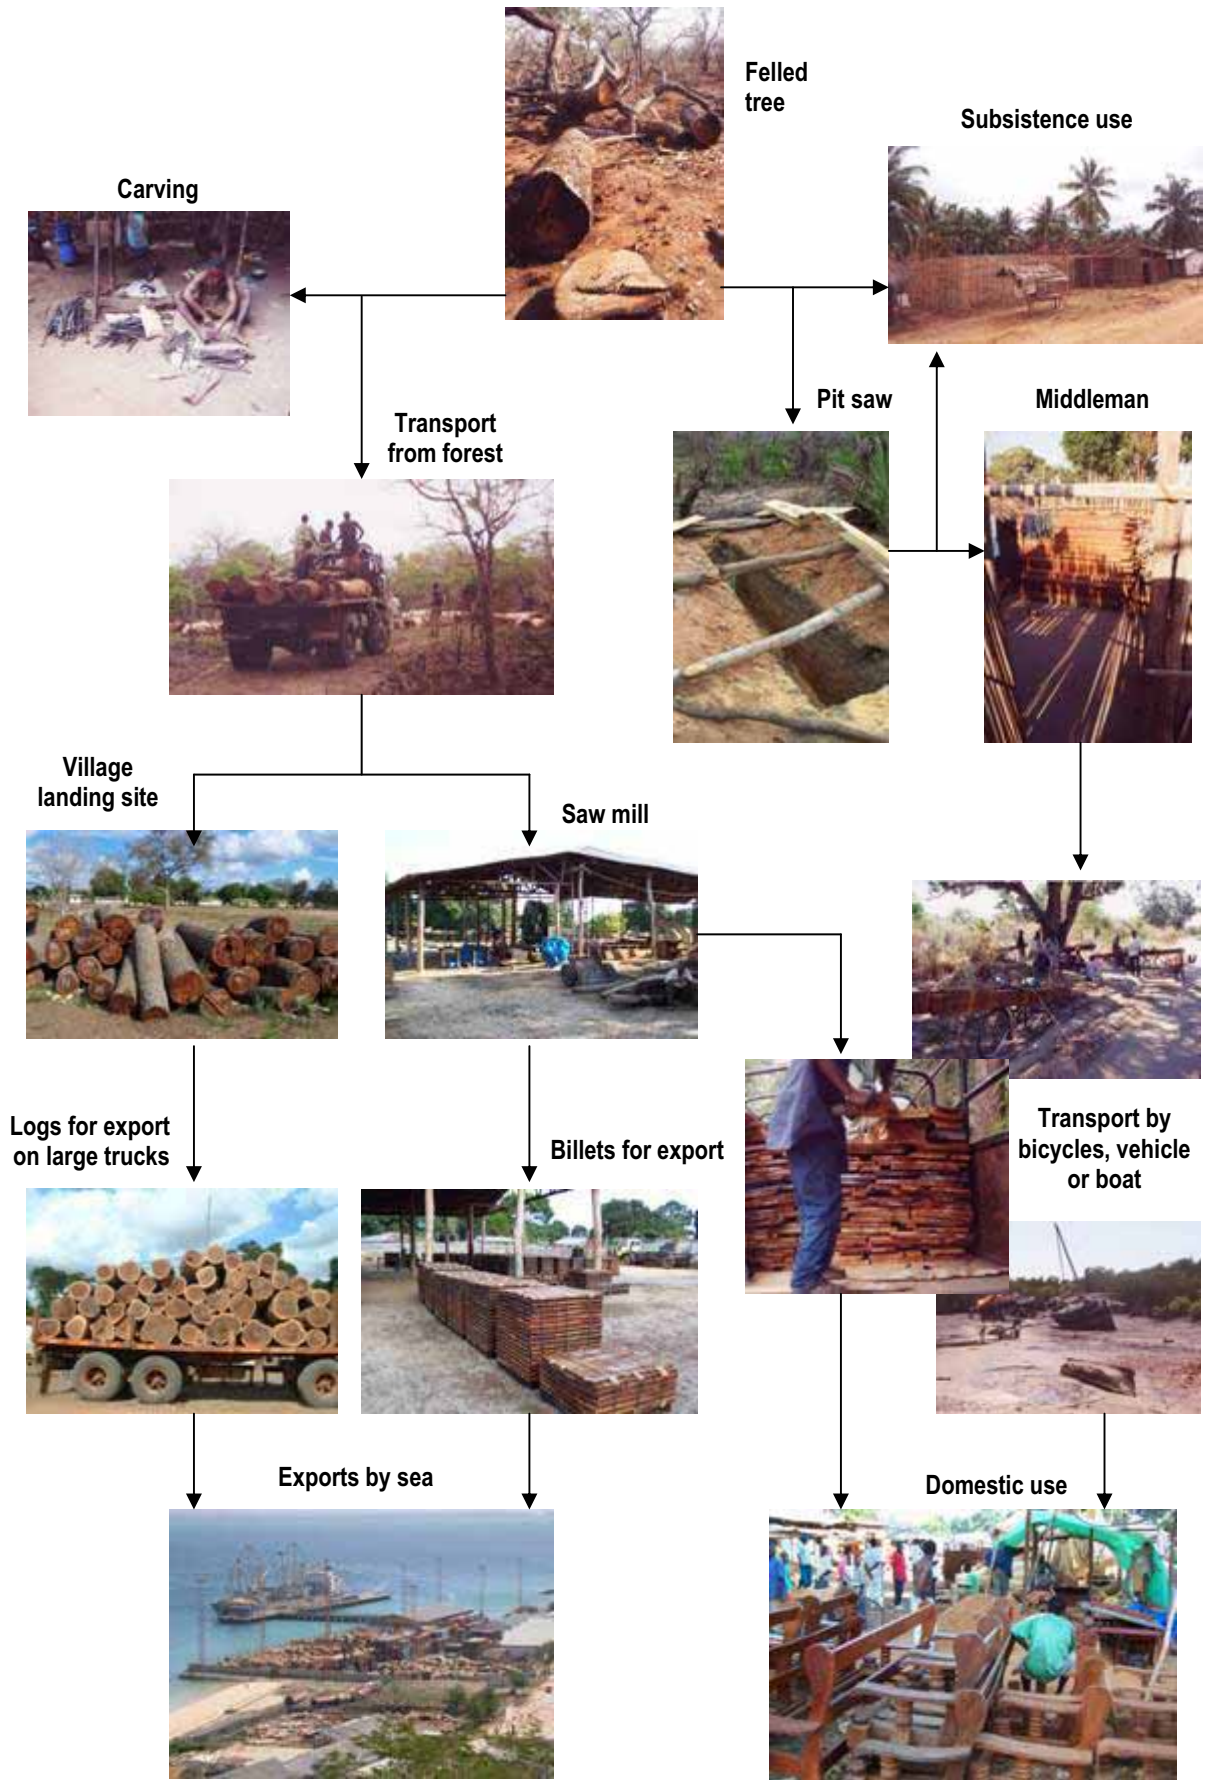 Felled
tree
Subsistence use
Carving
Transport
from forest
Pit saw
Middleman
Village
landing site
Saw mill
Logs for export
on large trucks
Billets for export
Transport by
bicycles, vehicle
or boat
Exports by sea
Domestic use